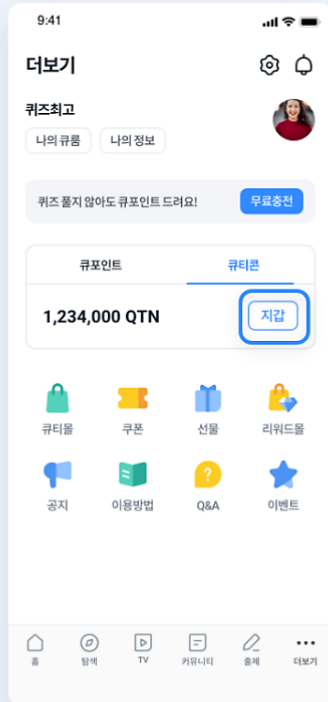 9:41
더보기
퀴즈최고
나의 큐룸 나의 정보
퀴즈 풀지 않아도 큐포인트 드려요! 무료충전
큐포인트 큐티콘
1,234,000 QTN 지갑
큐티몰 쿠폰 선물 리워드몰
공지 이용방법 Q&A 이벤트
홈 탐색 TV 커뮤니티 출제 더보기